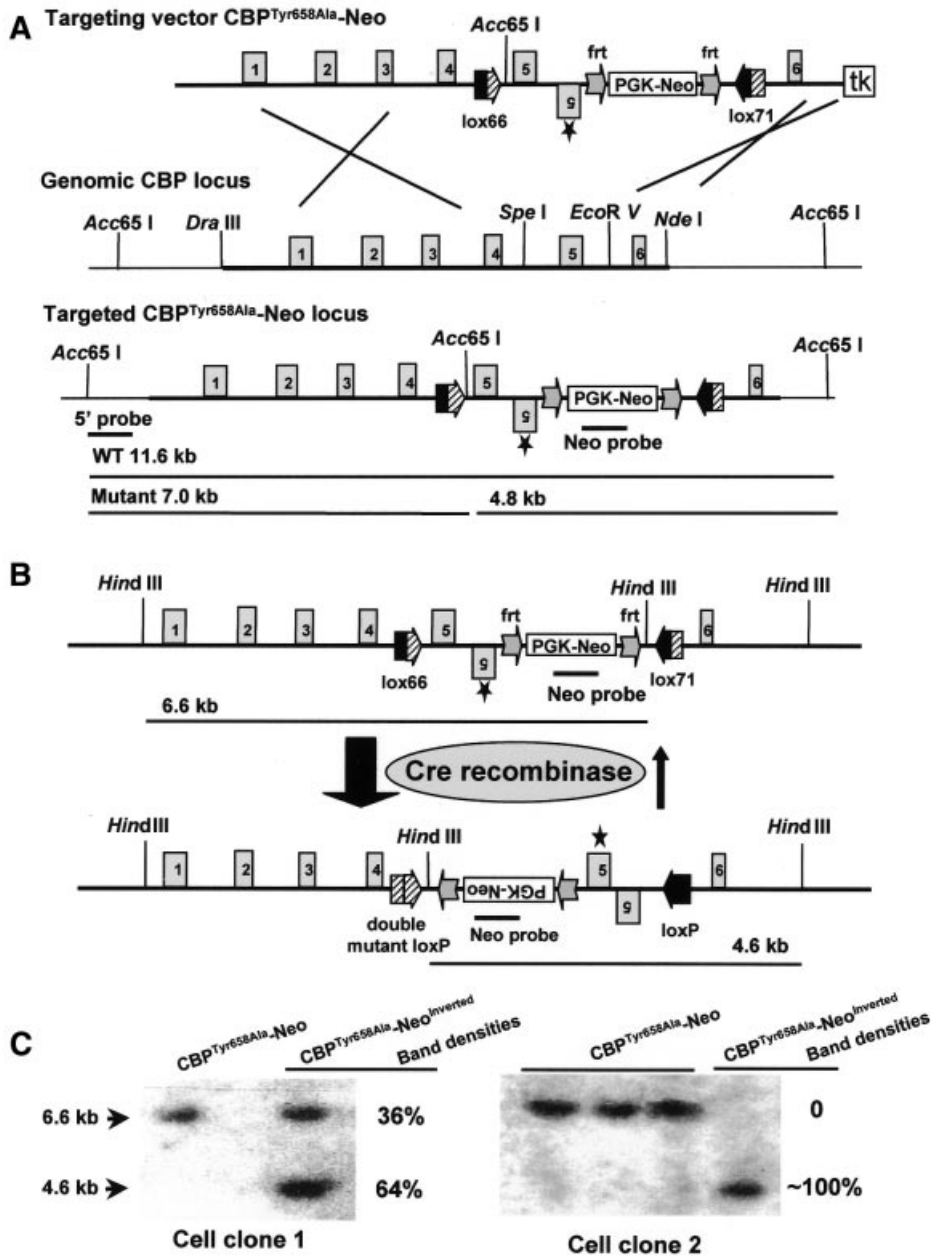 A
Targeting vector CBPTyr658Ala-Neo
Acc65 I
frt frt
1 2 3 4 5 PGK-Neo 6 tk
lox66 5 lox71
Genomic CBP locus
Acc65 I Dra III Spe I EcoR V Nde I Acc65 I
1 2 3 4 5 6
Targeted CBPTyr658Ala-Neo locus
Acc65 I Acc65 I Acc65 I
1 2 3 4 5 PGK-Neo 6
5
5' probe Neo probe
WT 11.6 kb
Mutant 7.0 kb 4.8 kb
B
Hind III Hind III Hind III
frt frt
1 2 3 4 5 PGK-Neo 6
lox66 5 lox71
Neo probe
6.6 kb
Cre recombinase
HindIII Hind III Hind III
1 2 3 4 PGK-Neo 5 6
5
double mutant loxP Neo probe loxP
4.6 kb
C
CBPTyr658Ala-Neo CBPTyr658Ala-NeoInverted Band densities CBPTyr658Ala-Neo CBPTyr658Ala-NeoInverted Band densities
6.6 kb 36% 0
4.6 kb 64% ~100%
Cell clone 1 Cell clone 2